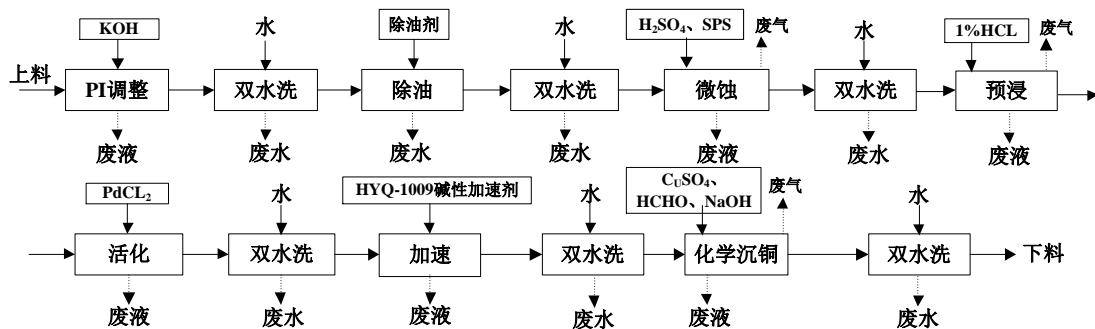 KOH 水 除油剂 水 H₂SO₄、SPS 废气 水 1%HCL 废气
上料 PI调整 双水洗 除油 双水洗 微蚀 双水洗 预浸
废液 废水 废水 废水 废液 废水 废液
PdCL₂ 水 HYQ-1009碱性加速剂 水 CUSO₄、 废气 水
HCHO、NaOH
活化 双水洗 加速 双水洗 化学沉铜 双水洗 下料
废液 废水 废液 废水 废液 废水